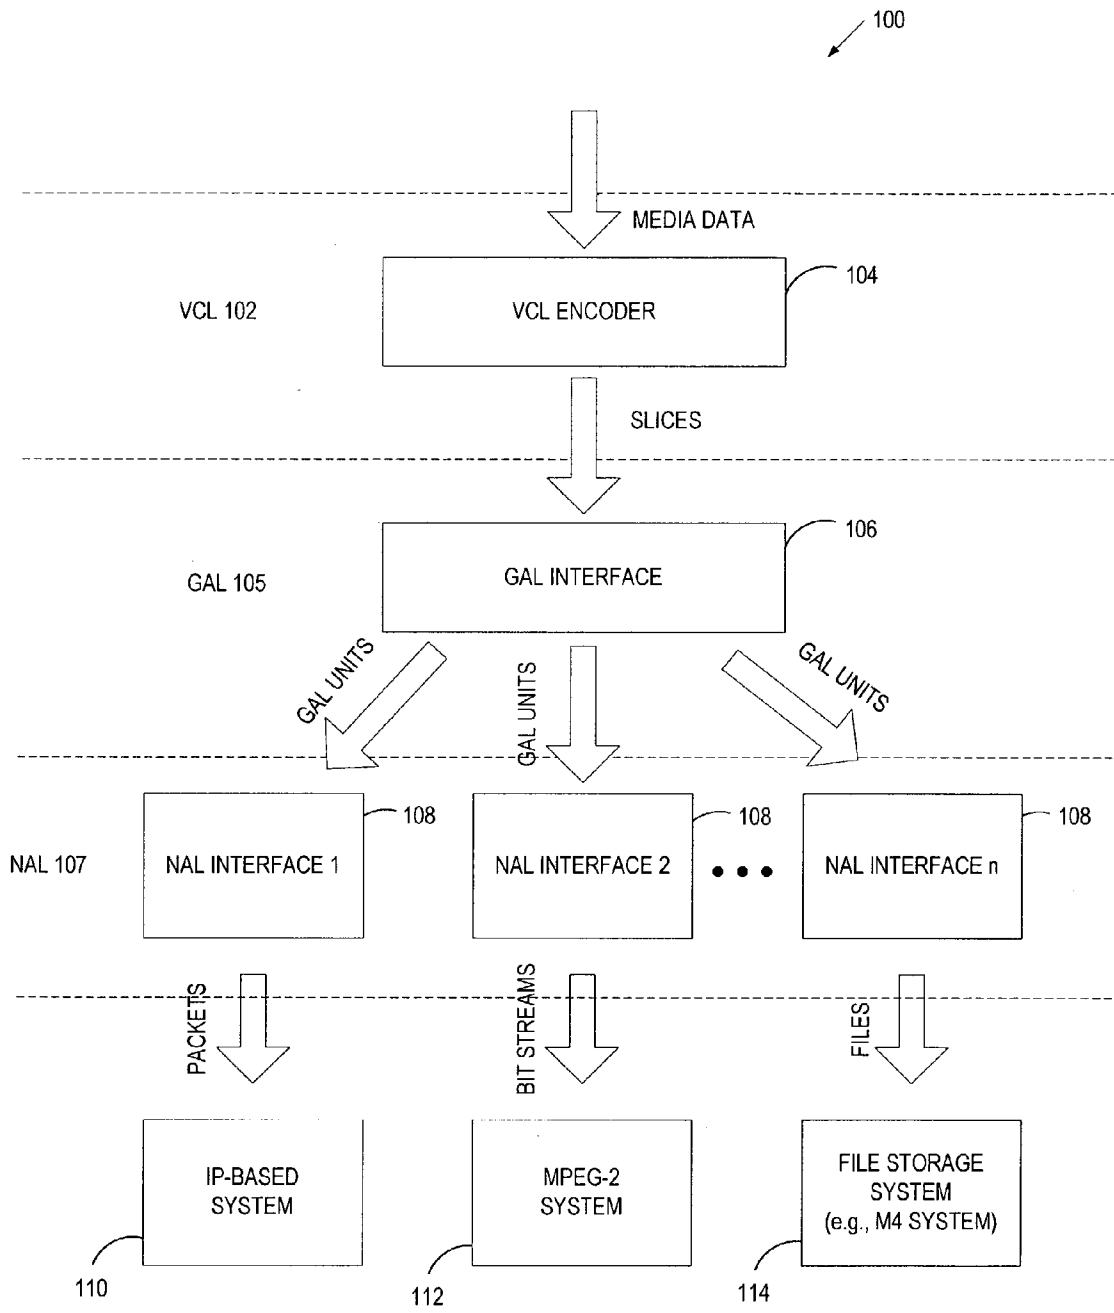 100
MEDIA DATA
104
VCL 102
VCL ENCODER
SLICES
106
GAL 105
GAL INTERFACE
GAL UNITS
GAL UNITS
GAL UNITS
108
108
108
NAL 107
NAL INTERFACE 1
NAL INTERFACE 2
NAL INTERFACE n
PACKETS
BIT STREAMS
FILES
IP-BASED
SYSTEM
MPEG-2
SYSTEM
FILE STORAGE
SYSTEM
(e.g., M4 SYSTEM)
110
112
114